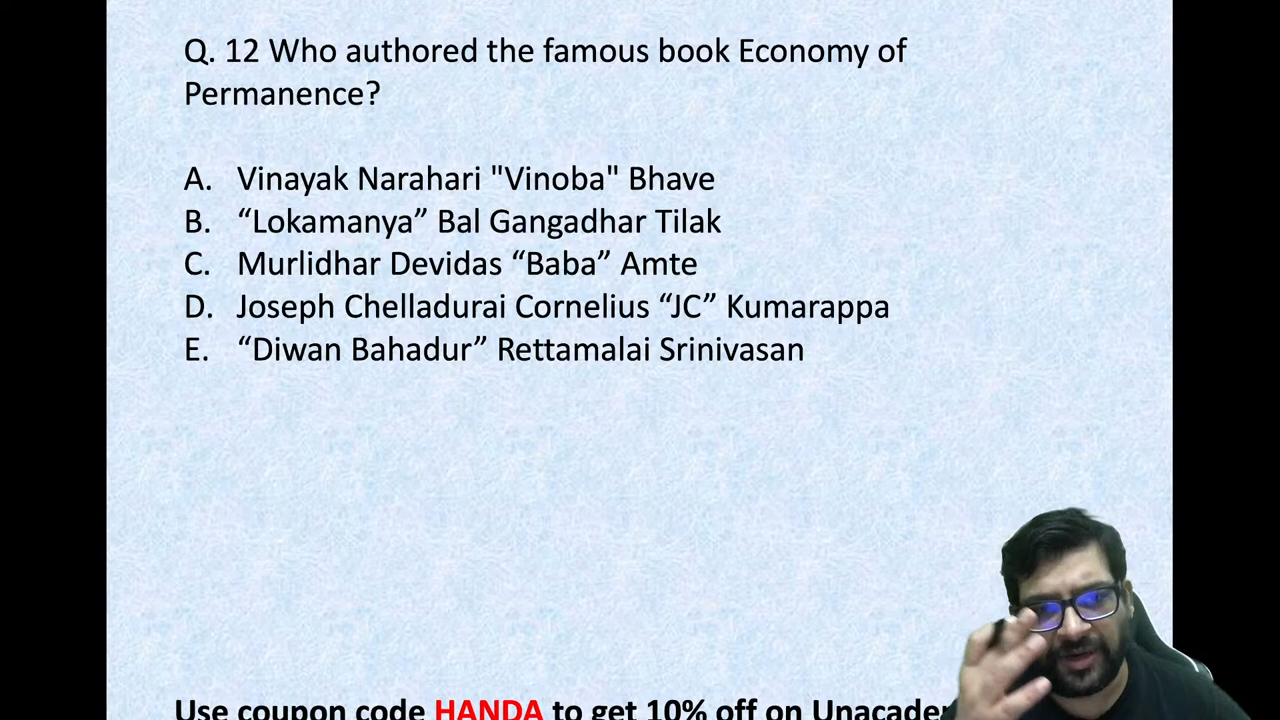 Q. 12 Who authored the famous book Economy of
Permanence?
A. Vinayak Narahari "Vinoba" Bhave
B. “Lokamanya” Bal Gangadhar Tilak
C. Murlidhar Devidas “Baba” Amte
D. Joseph Chelladurai Cornelius “JC” Kumarappa
E. “Diwan Bahadur” Rettamalai Srinivasan
Use coupon code HANDA to get 10% off on